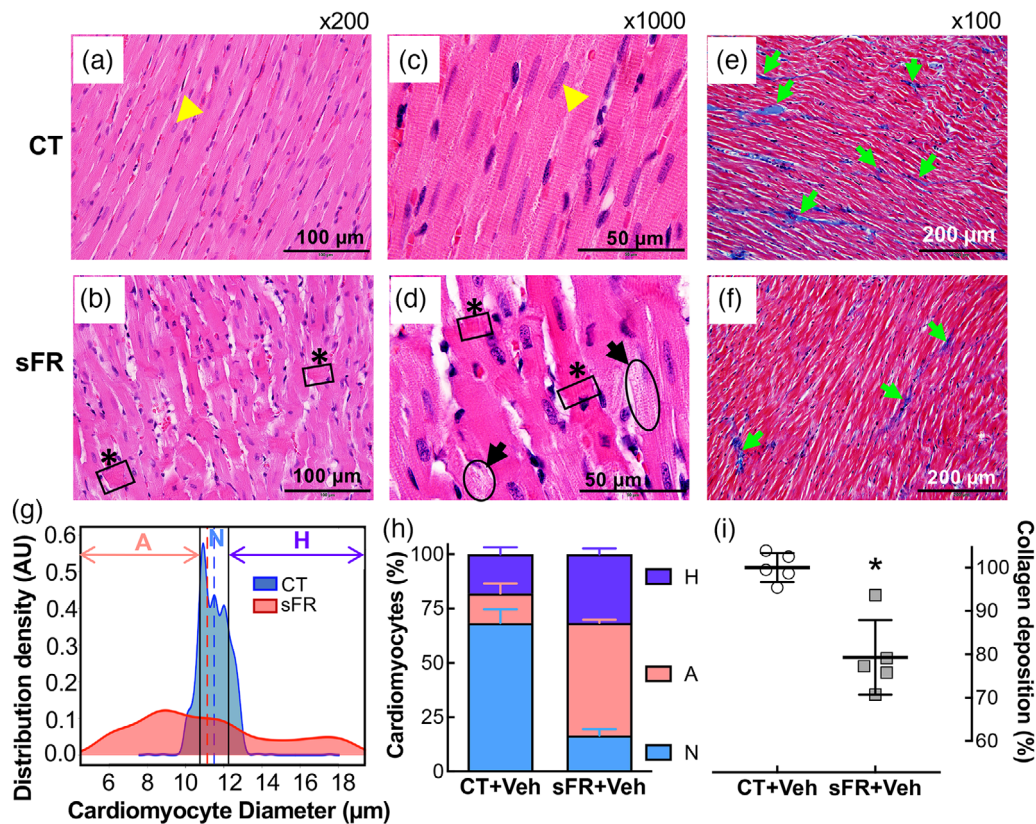 x200
x1000
x100
CT
(a)
100 µm
(c)
50 µm
(e)
200 µm
sFR
(b)
*
*
100 µm
(d)
*
*
50 µm
(f)
200 µm
(g)
Distribution density (AU)
0.6
0.5
0.4
0.3
0.2
0.1
0.0
A
N
H
CT
sFR
6
8
10
12
14
16
18
Cardiomyocyte Diameter (µm)
(h)
Cardiomyocytes (%)
100
75
50
25
0
CT+Veh
sFR+Veh
H
A
N
(i)
*
100
90
80
70
60
Collagen deposition (%)
CT+Veh
sFR+Veh